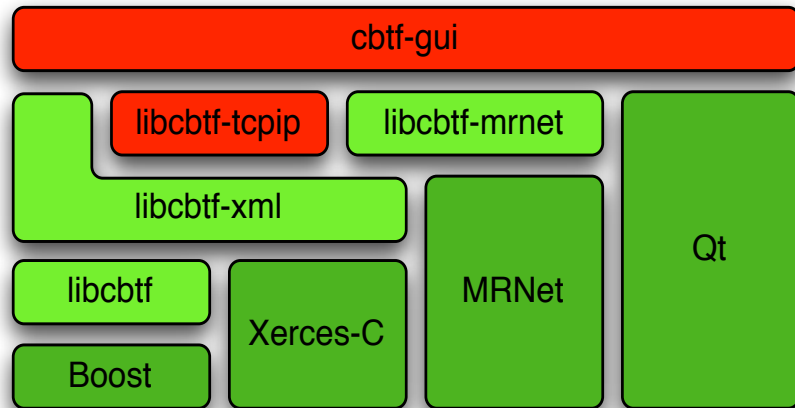 cbtf-gui
libcbtf-tcpip
libcbtf-mrnet
libcbtf-xml
Qt
libcbtf
Xerces-C
MRNet
Boost